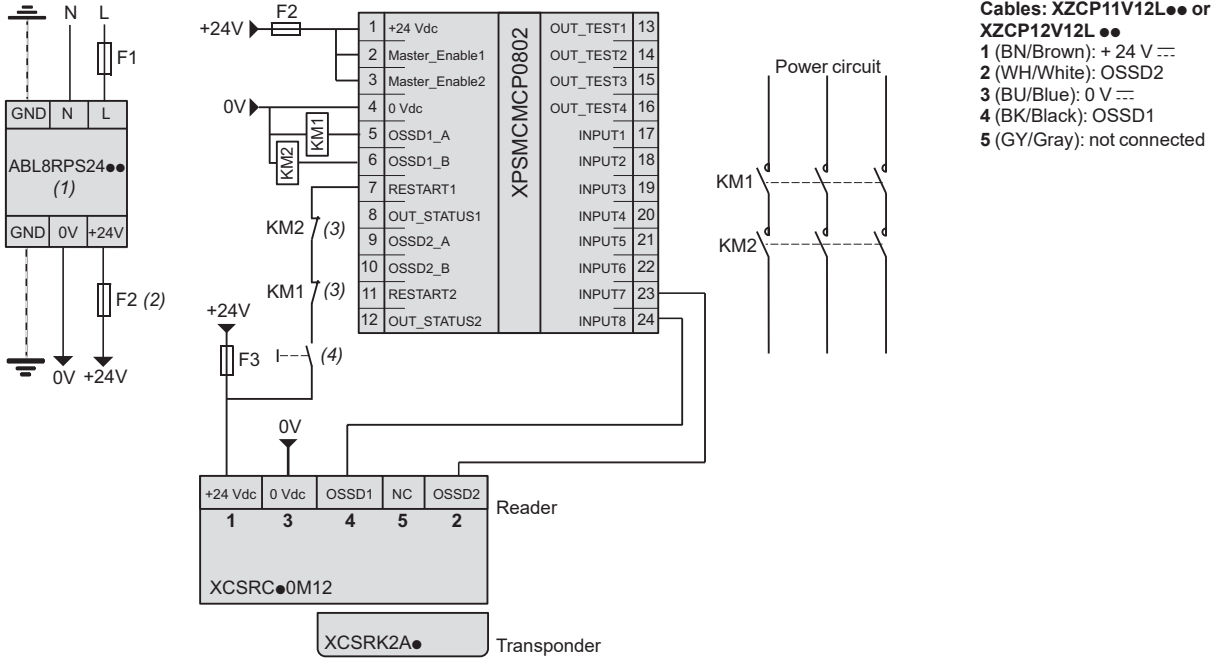 N L
F1
GND N L
ABL8RPS24●●
(1)
GND 0V +24V
F2 (2)
0V +24V
F2
+24V
0V
KM1
KM2
1 +24 Vdc
2 Master_Enable1
3 Master_Enable2
4 0 Vdc
5 OSSD1_A
6 OSSD1_B
7 RESTART1
8 OUT_STATUS1
9 OSSD2_A
10 OSSD2_B
11 RESTART2
12 OUT_STATUS2
XPSMCMCP0802
OUT_TEST1 13
OUT_TEST2 14
OUT_TEST3 15
OUT_TEST4 16
INPUT1 17
INPUT2 18
INPUT3 19
INPUT4 20
INPUT5 21
INPUT6 22
INPUT7 23
INPUT8 24
KM2 (3)
KM1 (3)
+24V
F3
(4)
0V
+24 Vdc 0 Vdc OSSD1 NC OSSD2
1 3 4 5 2
Reader
XCSRC●0M12
XCSRK2A●
Transponder
Power circuit
KM1
KM2
Cables: XZCP11V12L●● or
XZCP12V12L ●●
1 (BN/Brown): + 24 V ⎓
2 (WH/White): OSSD2
3 (BU/Blue): 0 V ⎓
4 (BK/Black): OSSD1
5 (GY/Gray): not connected